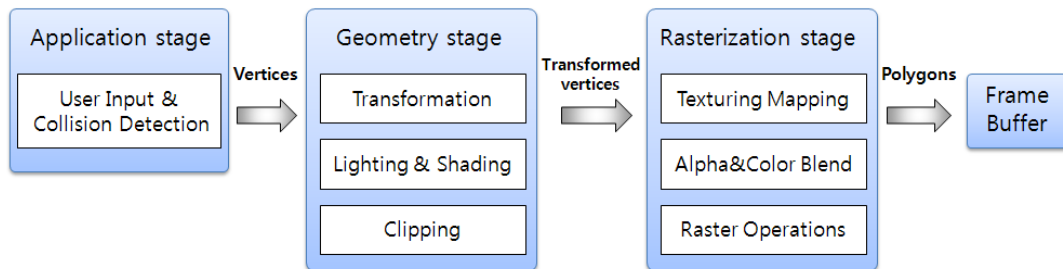 Application stage
User Input &
Collision Detection
Vertices
Geometry stage
Transformation
Lighting & Shading
Clipping
Transformed
vertices
Rasterization stage
Texturing Mapping
Alpha&Color Blend
Raster Operations
Polygons
Frame
Buffer